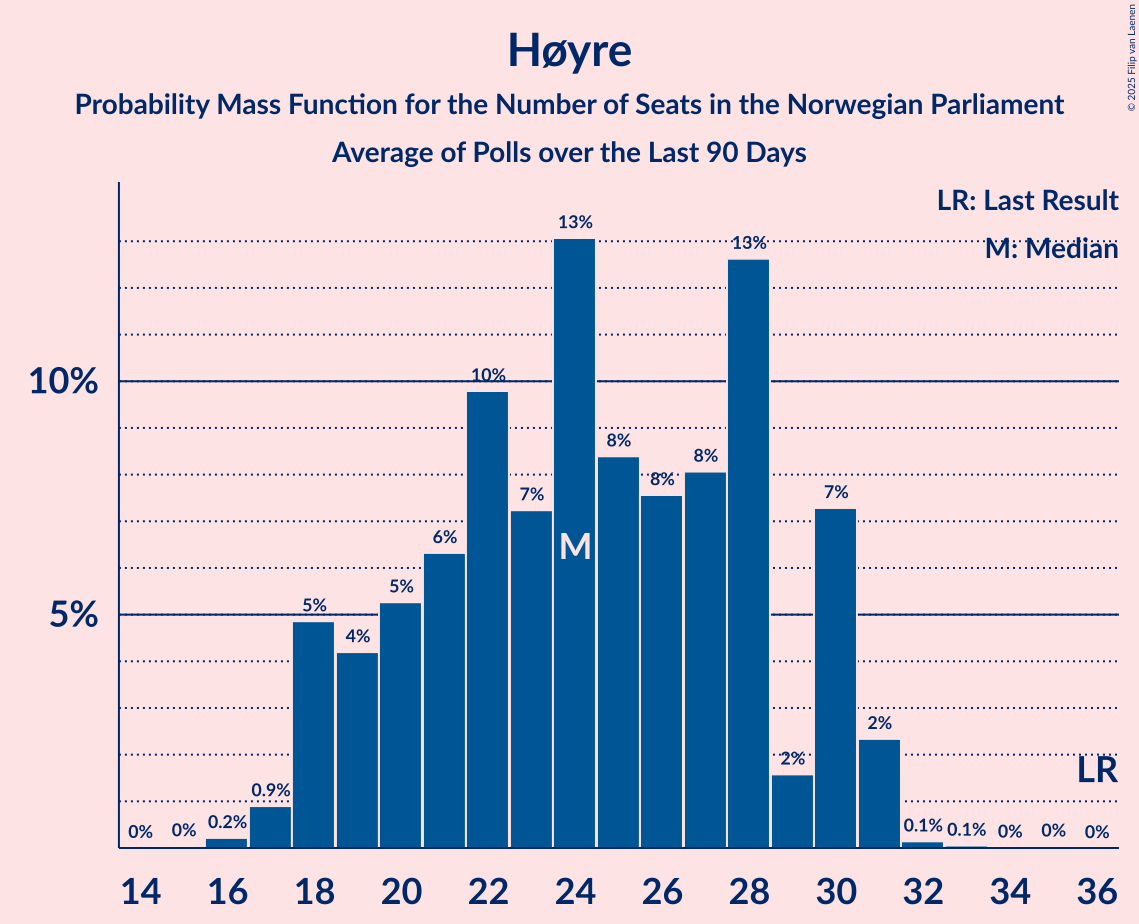 © 2025 Filip van Laenen
Høyre
Probability Mass Function for the Number of Seats in the Norwegian Parliament
Average of Polls over the Last 90 Days
LR: Last Result
M: Median
10%
5%
0%
0%
0.2%
0.9%
5%
4%
5%
6%
10%
7%
13%
8%
8%
8%
13%
2%
7%
2%
0.1%
0.1%
0%
0%
0%
M
LR
14 16 18 20 22 24 26 28 30 32 34 36